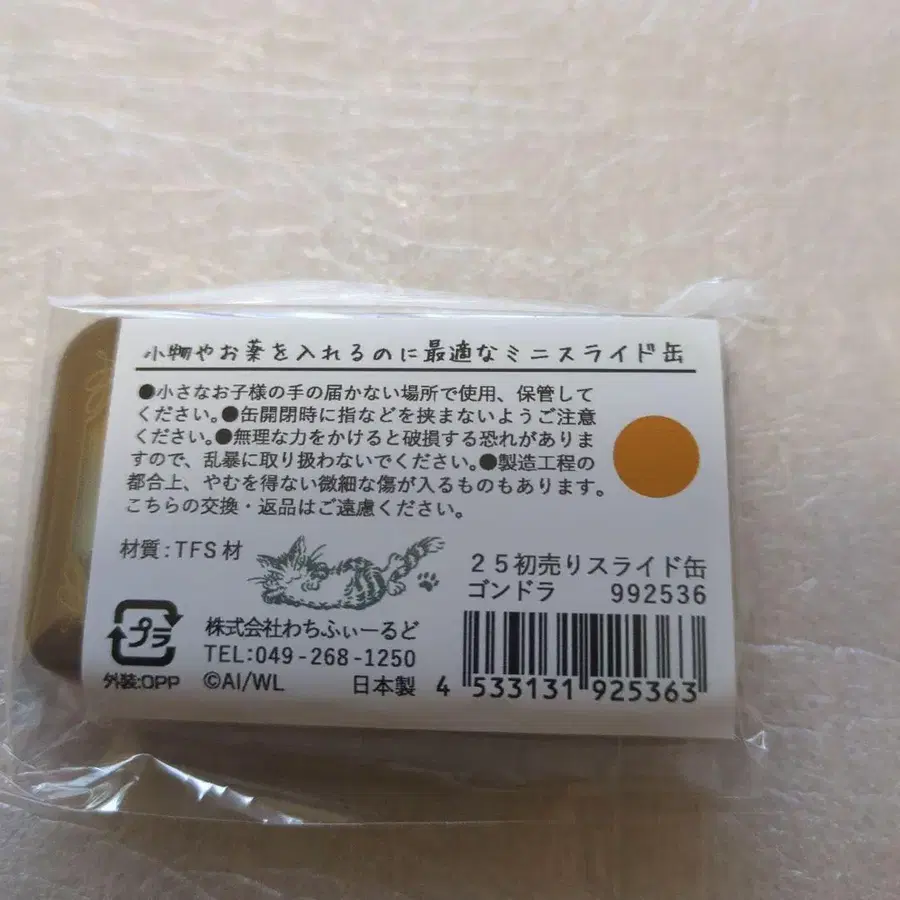 小物やお薬を入れるのに最適なミニスライド缶
●小さなお子様の手の届かない場所で使用、保管して
ください。●缶開閉時に指などを挟まないようご注意
ください。●無理な力をかけると破損する恐れがありま
すので、乱暴に取り扱わないでください。●製造工程の
都合上、やむを得ない微細な傷が入るものもあります。
こちらの交換・返品はご遠慮ください。
材質:TFS材
25初売りスライド缶
ゴンドラ 992536
プラ
外装:OPP
株式会社わちふぃーるど
TEL:049-268-1250
©AI/WL 日本製
4 533131 925363